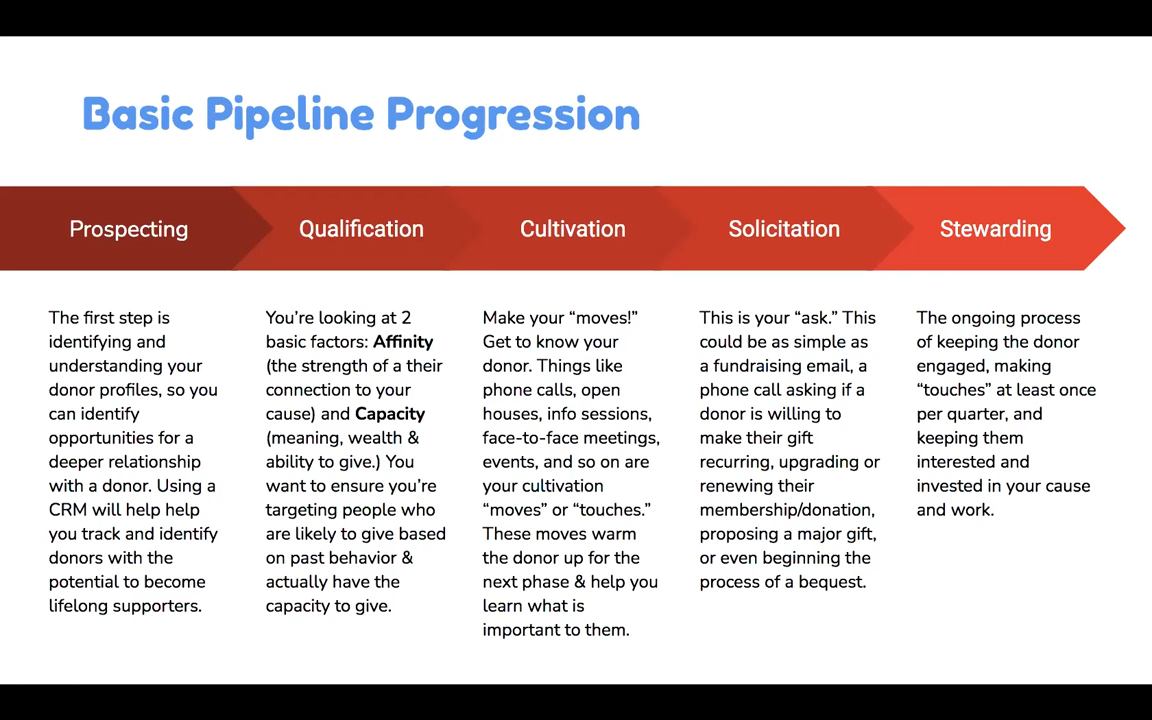 Basic Pipeline Progression
Prospecting
Qualification
Cultivation
Solicitation
Stewarding
The first step is
identifying and
understanding your
donor profiles, so you
can identify
opportunities for a
deeper relationship
with a donor. Using a
CRM will help help
you track and identify
donors with the
potential to become
lifelong supporters.
You’re looking at 2
basic factors: Affinity
(the strength of a their
connection to your
cause) and Capacity
(meaning, wealth &
ability to give.) You
want to ensure you’re
targeting people who
are likely to give based
on past behavior &
actually have the
capacity to give.
Make your “moves!”
Get to know your
donor. Things like
phone calls, open
houses, info sessions,
face-to-face meetings,
events, and so on are
your cultivation
“moves” or “touches.”
These moves warm
the donor up for the
next phase & help you
learn what is
important to them.
This is your “ask.” This
could be as simple as
a fundraising email, a
phone call asking if a
donor is willing to
make their gift
recurring, upgrading or
renewing their
membership/donation,
proposing a major gift,
or even beginning the
process of a bequest.
The ongoing process
of keeping the donor
engaged, making
“touches” at least once
per quarter, and
keeping them
interested and
invested in your cause
and work.